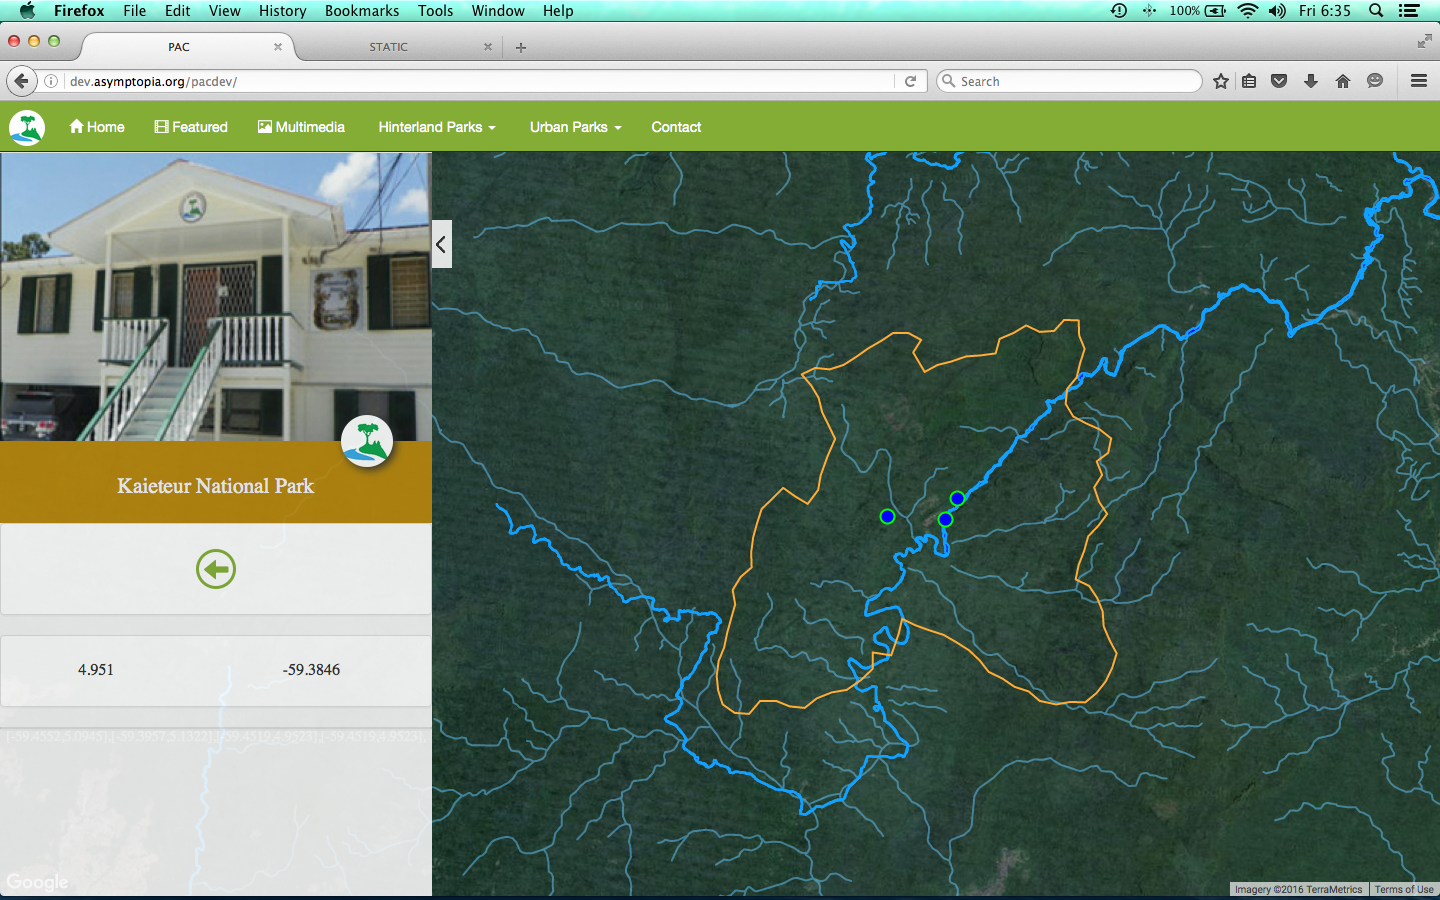 Firefox File Edit View History Bookmarks Tools Window Help 100% Fri 6:35
PAC STATIC
dev.asymptopia.org/pacdev/ Search
Home Featured Multimedia Hinterland Parks Urban Parks Contact
Kaieteur National Park
4.951 -59.3846
Google
Imagery ©2016 TerraMetrics Terms of Use